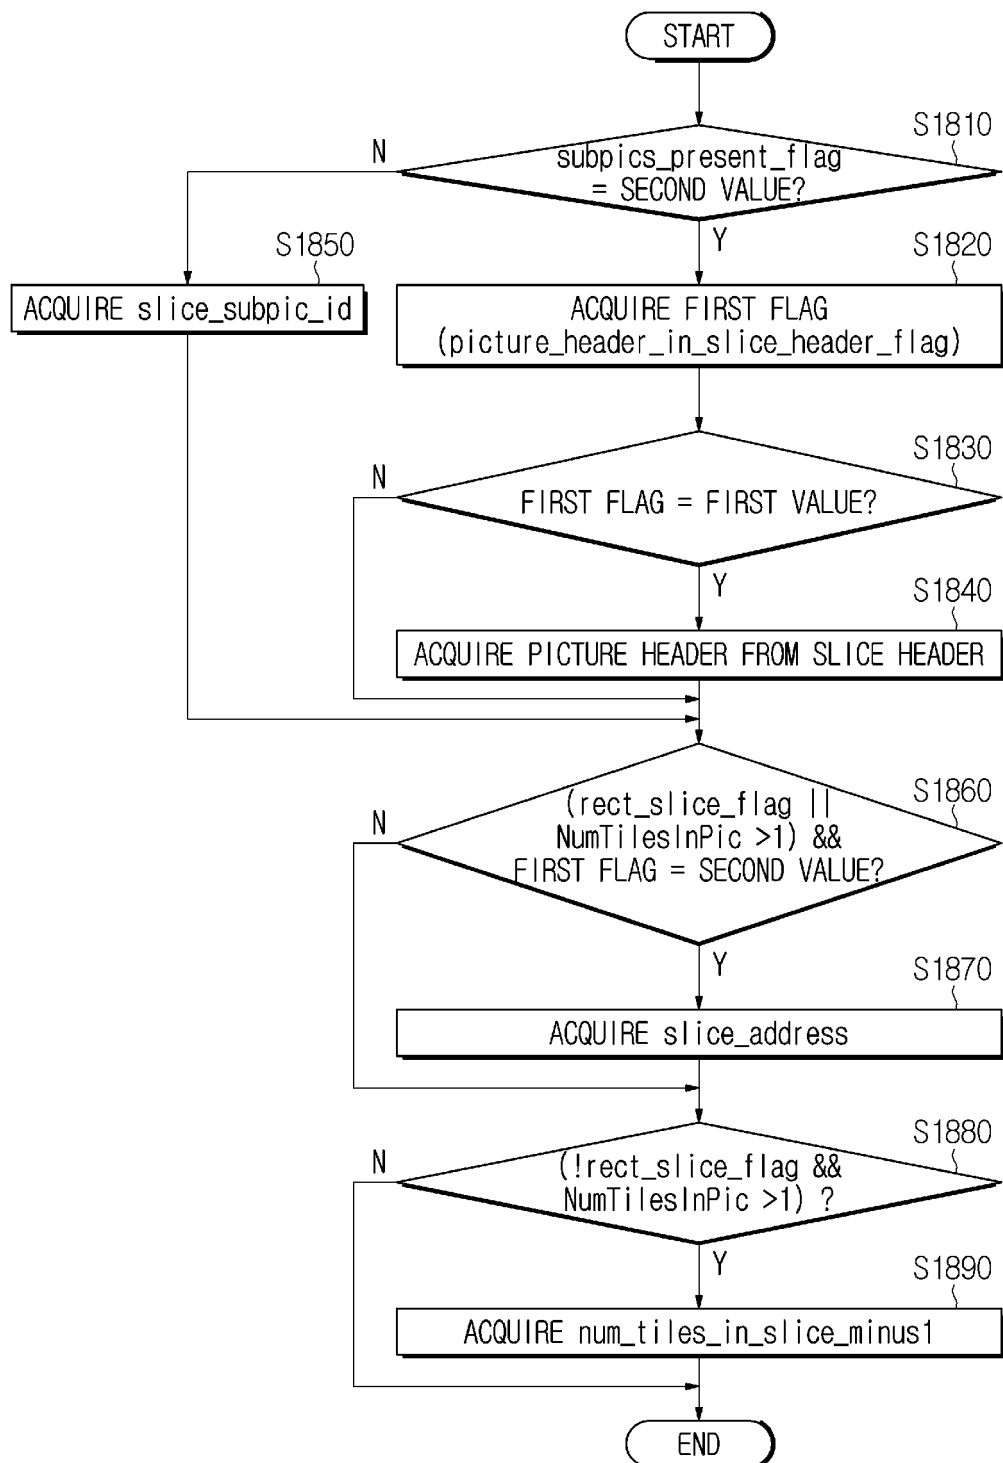 START
S1810
N
subpics_present_flag
= SECOND VALUE?
Y
S1850
ACQUIRE slice_subpic_id
S1820
ACQUIRE FIRST FLAG
(picture_header_in_slice_header_flag)
S1830
N
FIRST FLAG = FIRST VALUE?
Y
S1840
ACQUIRE PICTURE HEADER FROM SLICE HEADER
S1860
N
(rect_slice_flag ||
NumTilesInPic >1) &&
FIRST FLAG = SECOND VALUE?
Y
S1870
ACQUIRE slice_address
S1880
N
(!rect_slice_flag &&
NumTilesInPic >1) ?
Y
S1890
ACQUIRE num_tiles_in_slice_minus1
END